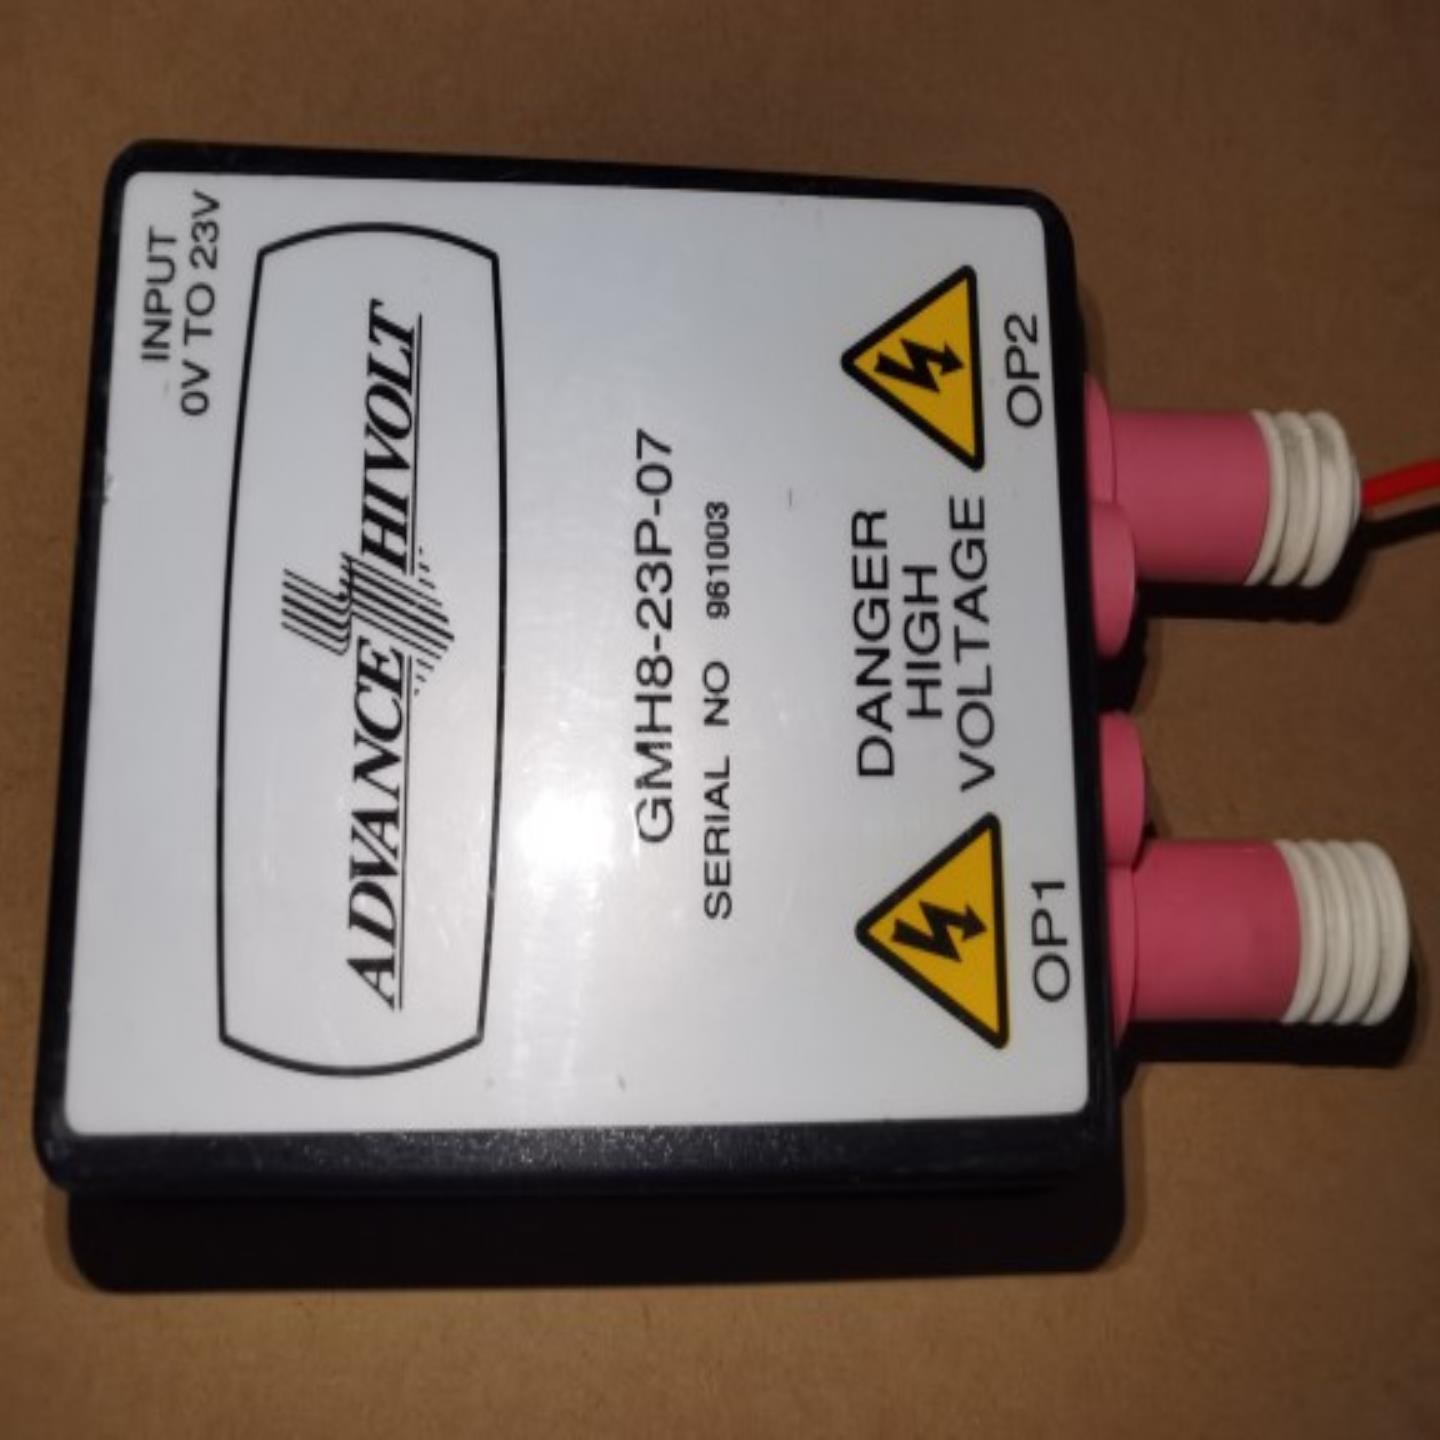 INPUT
0V TO 23V
ADVANCE HIVOLT
GMH8-23P-07
SERIAL NO 961003
DANGER
HIGH
VOLTAGE
OP1
OP2